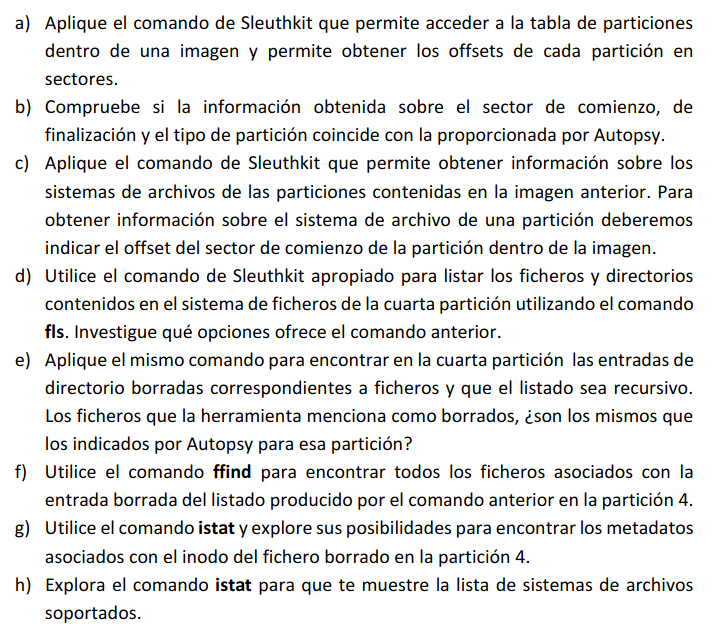 a) Aplique el comando de Sleuthkit que permite acceder a la tabla de particiones
dentro de una imagen y permite obtener los offsets de cada partición en
sectores.
b) Compruebe si la información obtenida sobre el sector de comienzo, de
finalización y el tipo de partición coincide con la proporcionada por Autopsy.
c) Aplique el comando de Sleuthkit que permite obtener información sobre los
sistemas de archivos de las particiones contenidas en la imagen anterior. Para
obtener información sobre el sistema de archivo de una partición deberemos
indicar el offset del sector de comienzo de la partición dentro de la imagen.
d) Utilice el comando de Sleuthkit apropiado para listar los ficheros y directorios
contenidos en el sistema de ficheros de la cuarta partición utilizando el comando
fls. Investigue qué opciones ofrece el comando anterior.
e) Aplique el mismo comando para encontrar en la cuarta partición las entradas de
directorio borradas correspondientes a ficheros y que el listado sea recursivo.
Los ficheros que la herramienta menciona como borrados, ¿son los mismos que
los indicados por Autopsy para esa partición?
f) Utilice el comando ffind para encontrar todos los ficheros asociados con la
entrada borrada del listado producido por el comando anterior en la partición 4.
g) Utilice el comando istat y explore sus posibilidades para encontrar los metadatos
asociados con el inodo del fichero borrado en la partición 4.
h) Explora el comando istat para que te muestre la lista de sistemas de archivos
soportados.